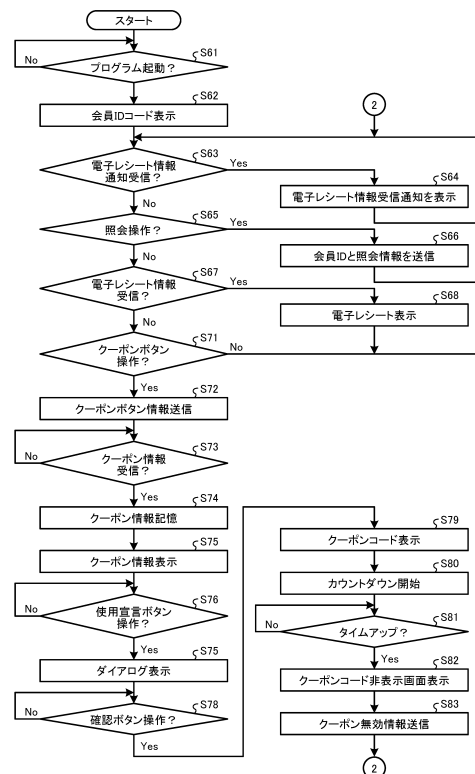 スタート
S61
No
プログラム起動？
S62
会員IDコード表示
2
S63
電子レシート情報
通知受信？
Yes
S64
電子レシート情報受信通知を表示
No
S65
照会操作？
Yes
S66
会員IDと照会情報を送信
No
S67
電子レシート情報
受信？
Yes
S68
電子レシート表示
No
S71
クーポンボタン
操作？
No
Yes
S72
クーポンボタン情報送信
S73
クーポン情報
受信？
No
Yes
S74
クーポン情報記憶
S75
クーポン情報表示
S76
使用宣言ボタン
操作？
No
Yes
S75
ダイアログ表示
S78
確認ボタン操作？
No
Yes
S79
クーポンコード表示
S80
カウントダウン開始
S81
タイムアップ？
No
Yes
S82
クーポンコード非表示画面表示
S83
クーポン無効情報送信
2